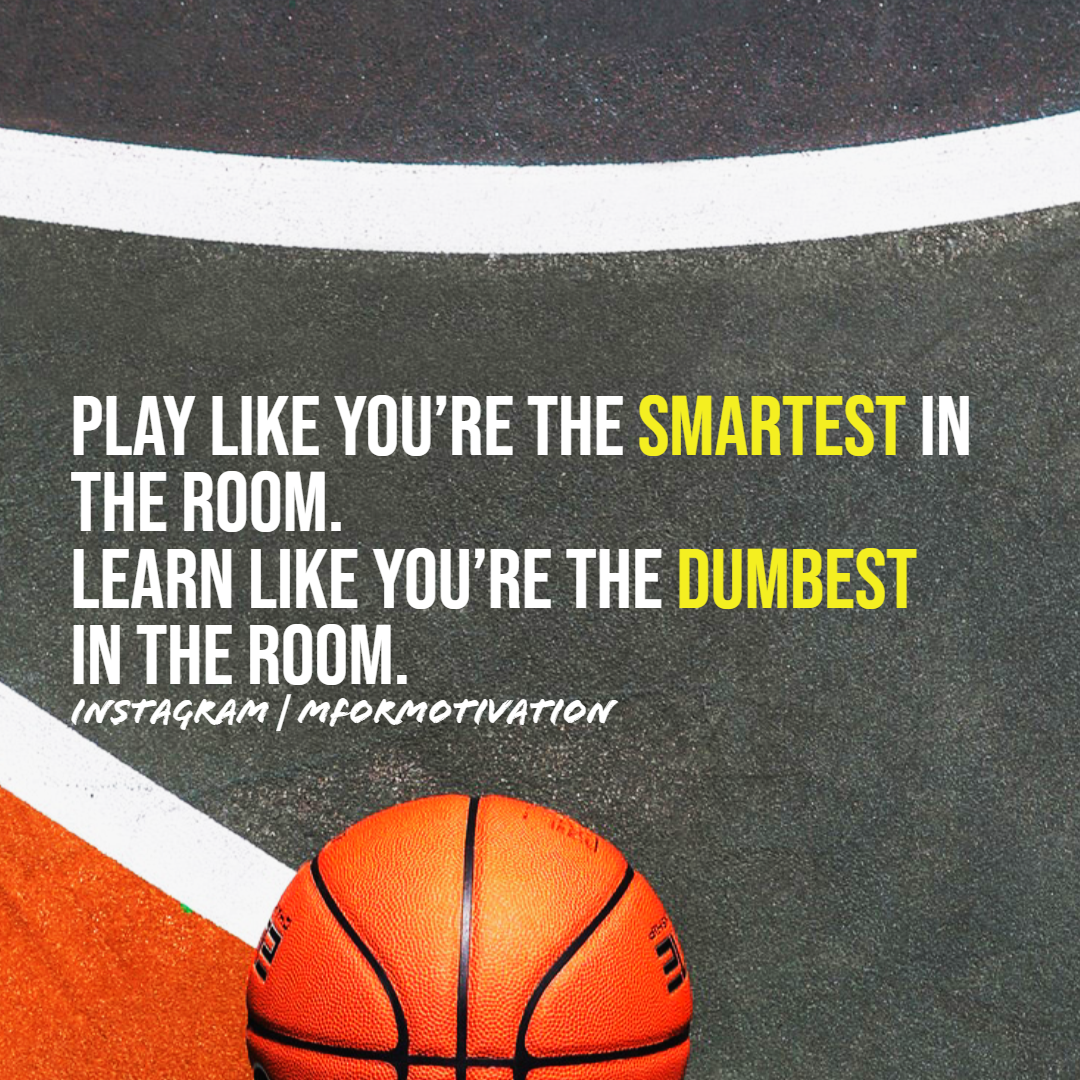 PLAY LIKE YOU’RE THE SMARTEST IN
THE ROOM.
LEARN LIKE YOU’RE THE DUMBEST
IN THE ROOM.
INSTAGRAM | MFORMOTIVATION